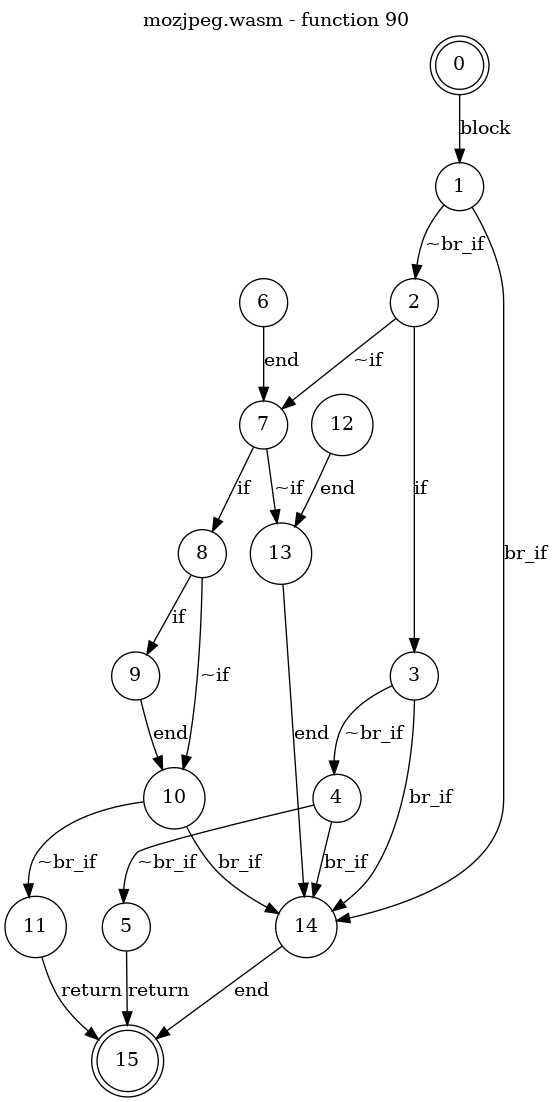 mozjpeg.wasm - function 90
0
block
1
~br_if
6
2
end
~if
7
12
if
~if
end
if
br_if
8
13
if
~if
9
3
end
end
~br_if
10
4
br_if
~br_if
br_if
~br_if
br_if
11
5
14
return
return
end
15